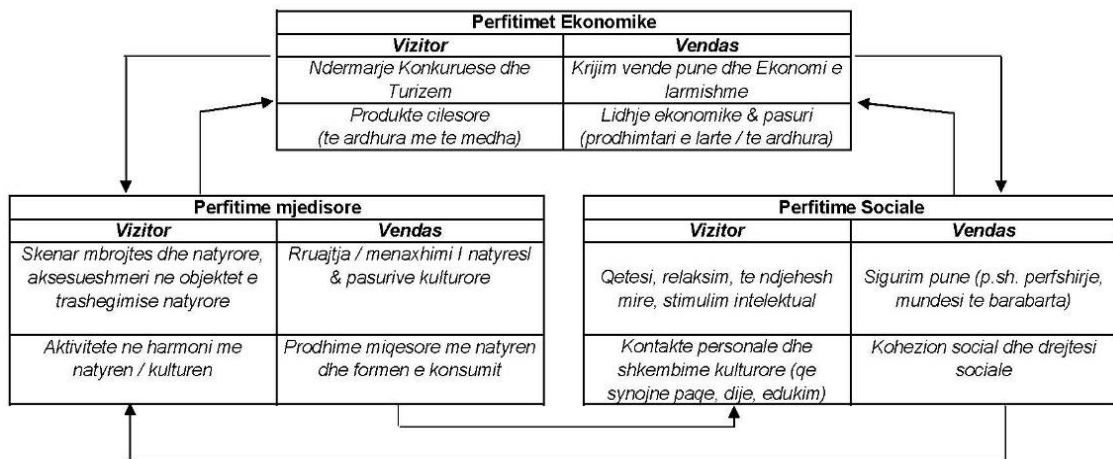 Perfitimet Ekonomike
Vizitor
Vendas
Ndermarje Konkuruese dhe
Turizem
Krijim vende pune dhe Ekonomi e
larmishme
Produkte cilesore
(te ardhura me te medha)
Lidhje ekonomike & pasuri
(prodhimtari e larte / te ardhura)
Perfitime mjedisore
Vizitor
Vendas
Skenar mbrojtes dhe natyrore,
aksesueshmeri ne objektet e
trashegimise natyrore
Rruajtja / menaxhimi I natyresI
& pasurive kulturore
Aktivitete ne harmoni me
natyren / kulturen
Prodhime miqesore me natyren
dhe formen e konsumit
Perfitime Sociale
Vizitor
Vendas
Qetesi, relaksim, te ndjehesh
mire, stimulim intelektual
Sigurim pune (p.sh. perfshirje,
mundesi te barabarta)
Kontakte personale dhe
shkembime kulturore (qe
synojne paqe, dije, edukim)
Kohezion social dhe drejtesi
sociale